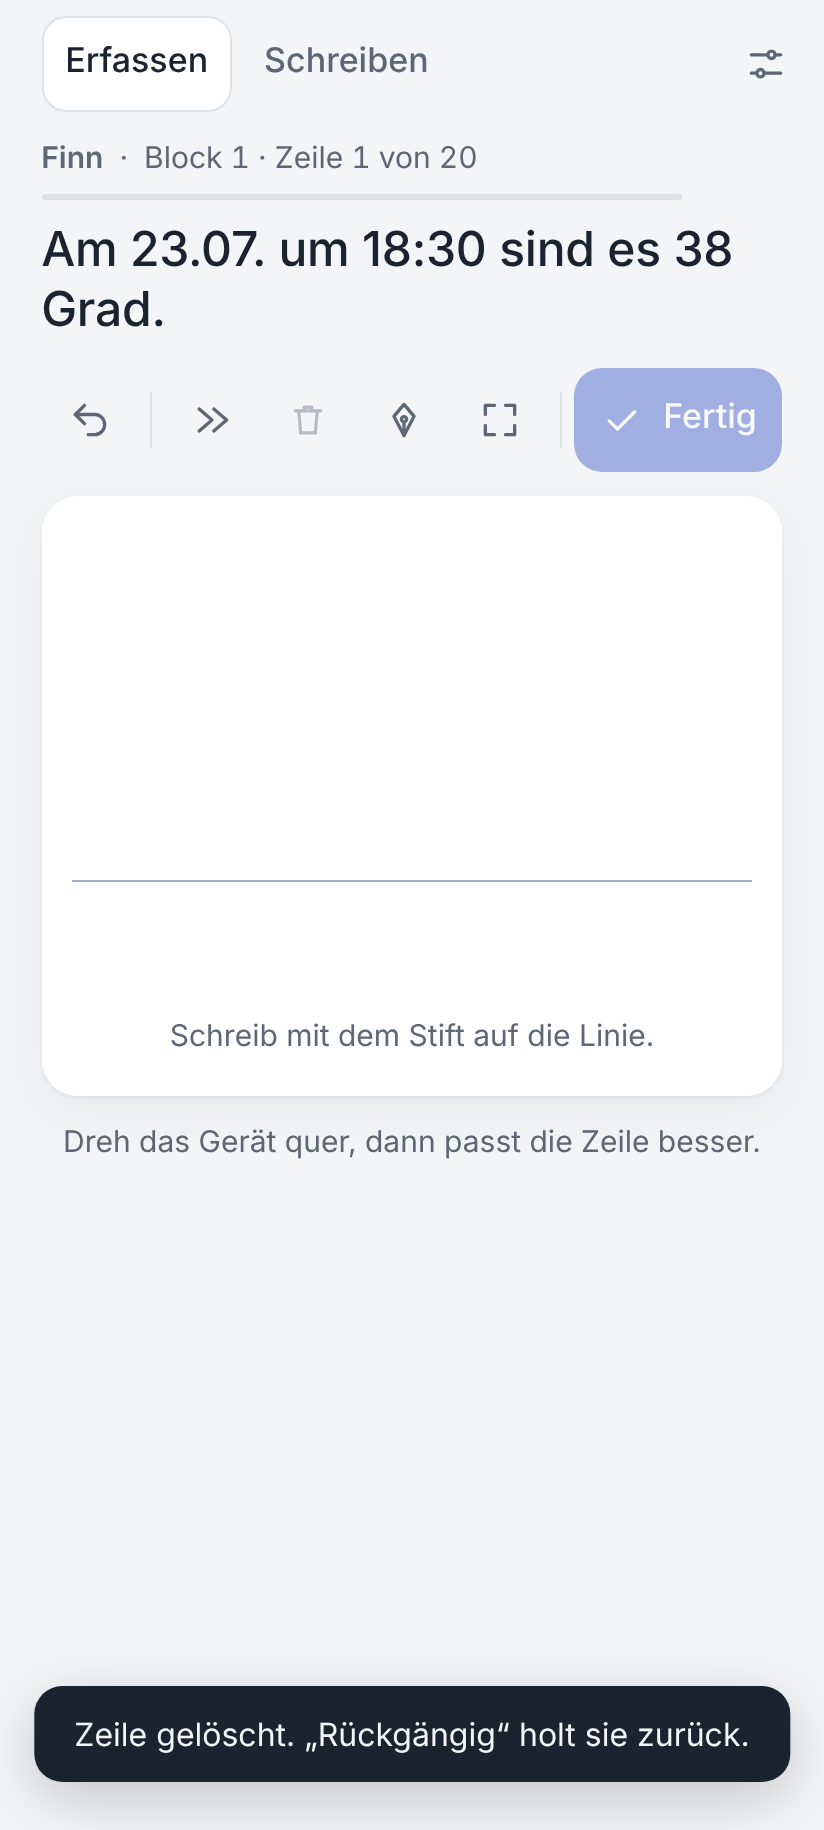 Erfassen Schreiben
Finn · Block 1 · Zeile 1 von 20
Am 23.07. um 18:30 sind es 38
Grad.
Fertig
Schreib mit dem Stift auf die Linie.
Dreh das Gerät quer, dann passt die Zeile besser.
Zeile gelöscht. „Rückgängig“ holt sie zurück.